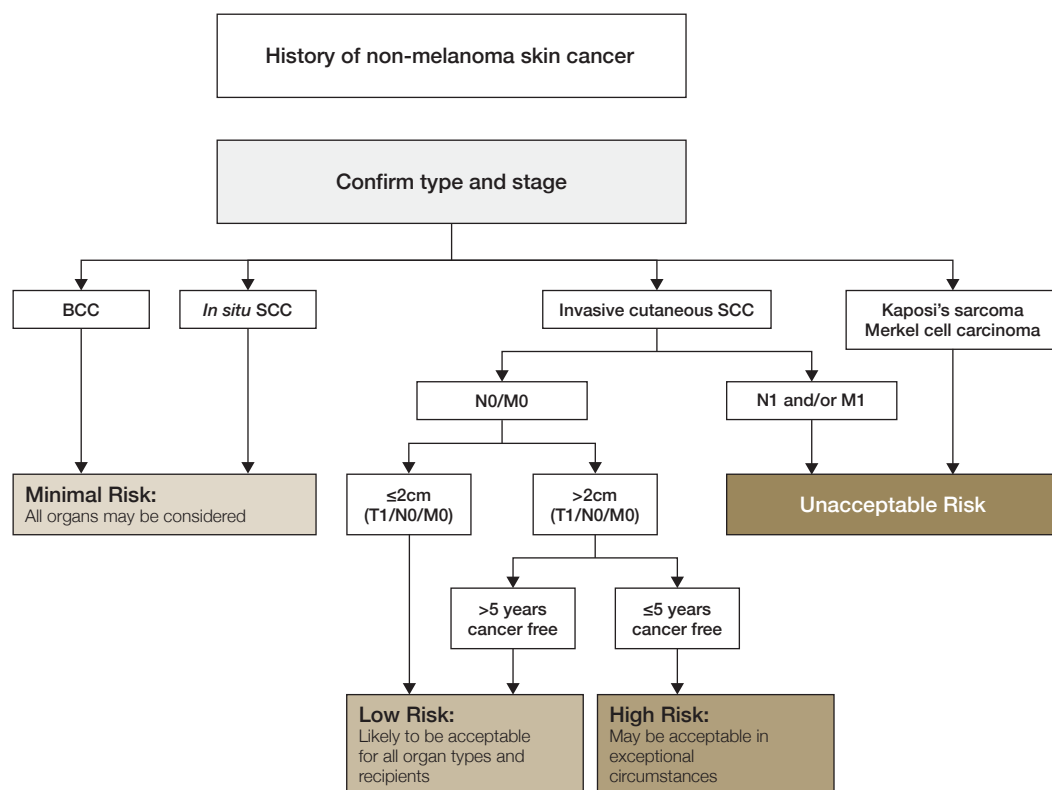 History of non-melanoma skin cancer
Confirm type and stage
BCC
In situ SCC
Invasive cutaneous SCC
Kaposi's sarcoma
Merkel cell carcinoma
N0/M0
N1 and/or M1
Minimal Risk:
All organs may be considered
≤2cm
(T1/N0/M0)
>2cm
(T1/N0/M0)
Unacceptable Risk
>5 years
cancer free
≤5 years
cancer free
Low Risk:
Likely to be acceptable
for all organ types and
recipients
High Risk:
May be acceptable in
exceptional
circumstances